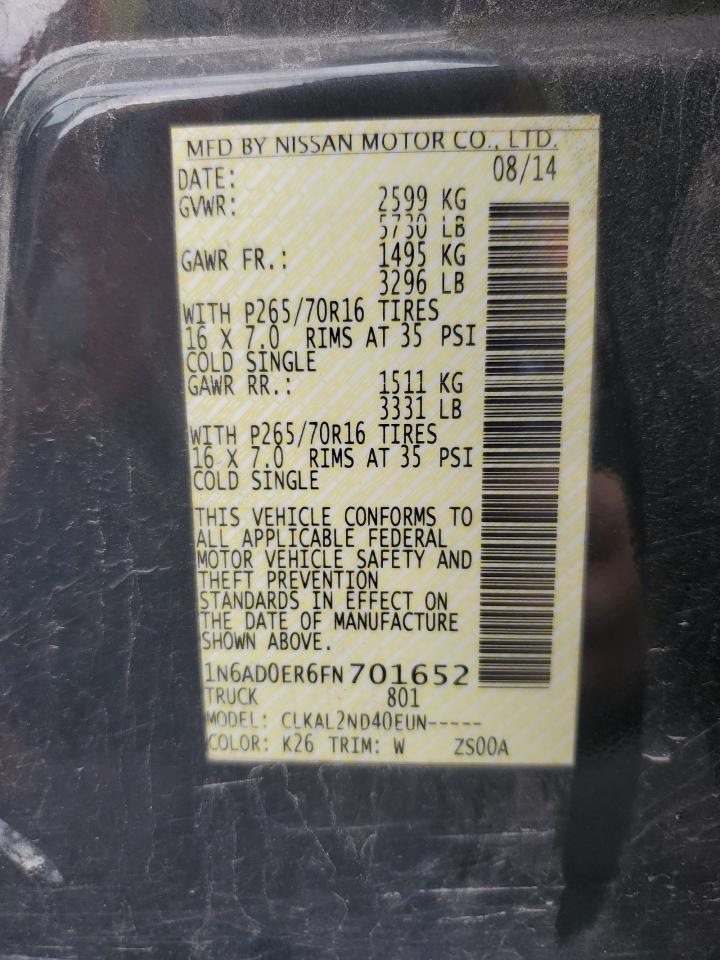 MFD BY NISSAN MOTOR CO., LTD.
DATE: 08/14
GVWR: 2599 KG
5730 LB
GAWR FR.: 1495 KG
3296 LB
WITH P265/70R16 TIRES
16 X 7.0 RIMS AT 35 PSI
COLD SINGLE
GAWR RR.: 1511 KG
3331 LB
WITH P265/70R16 TIRES
16 X 7.0 RIMS AT 35 PSI
COLD SINGLE
THIS VEHICLE CONFORMS TO
ALL APPLICABLE FEDERAL
MOTOR VEHICLE SAFETY AND
THEFT PREVENTION
STANDARDS IN EFFECT ON
THE DATE OF MANUFACTURE
SHOWN ABOVE.
1N6AD0ER6FN701652
TRUCK 801
MODEL: CLKAL2ND40EUN-----
COLOR: K26 TRIM: W ZS00A